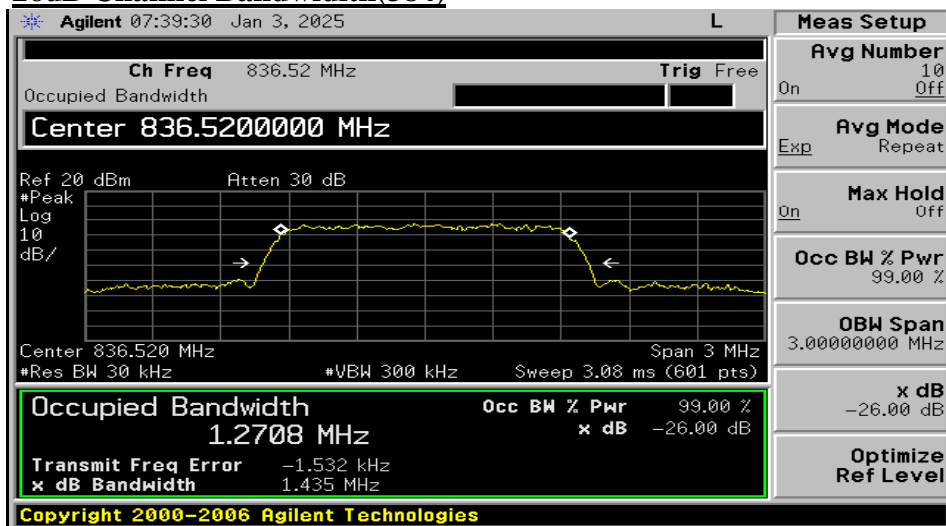 Agilent 07:39:30 Jan 3, 2025 L
Ch Freq 836.52 MHz Trig Free
Occupied Bandwidth
Center 836.5200000 MHz
Ref 20 dBm Atten 30 dB
#Peak
Log
10
dB/
Center 836.520 MHz Span 3 MHz
#Res BW 30 kHz #VBW 300 kHz Sweep 3.08 ms (601 pts)
Occupied Bandwidth Occ BW % Pwr 99.00 %
1.2708 MHz x dB -26.00 dB
Transmit Freq Error -1.532 kHz
x dB Bandwidth 1.435 MHz
Copyright 2000-2006 Agilent Technologies
Meas Setup
Avg Number
10
On Off
Avg Mode
Exp Repeat
Max Hold
On Off
Occ BW % Pwr
99.00 %
OBW Span
3.00000000 MHz
x dB
-26.00 dB
Optimize
Ref Level